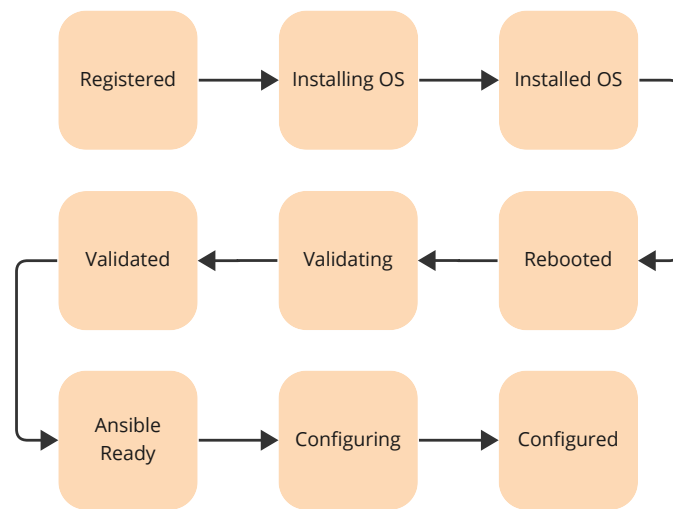 Registered
Installing OS
Installed OS
Validated
Validating
Rebooted
Ansible
Ready
Configuring
Configured